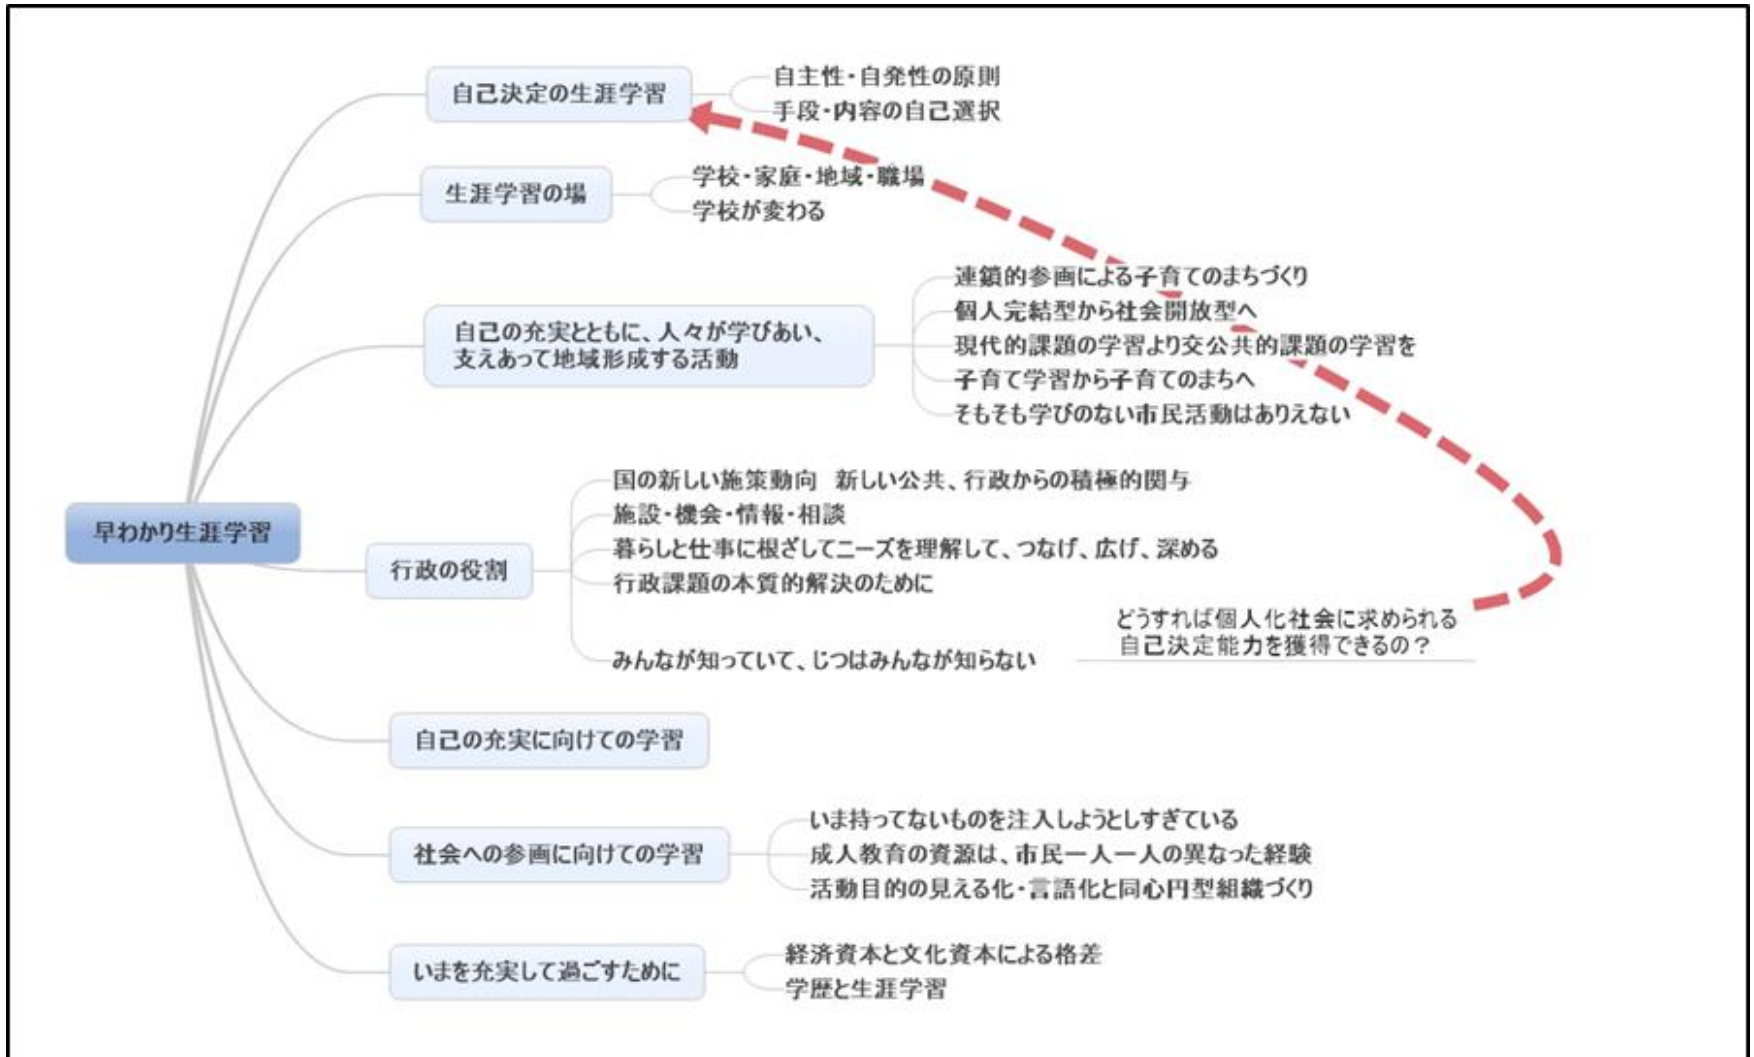 自己決定の生涯学習
自主性・自発性の原則
手段・内容の自己選択
生涯学習の場
学校・家庭・地域・職場
学校が変わる
自己の充実とともに、人々が学びあい、
支えあって地域形成する活動
連鎖的参画による子育てのまちづくり
個人完結型から社会開放型へ
現代的課題の学習より交公共的課題の学習を
子育て学習から子育てのまちへ
そもそも学びのない市民活動はありえない
早わかり生涯学習
行政の役割
国の新しい施策動向　新しい公共、行政からの積極的関与
施設・機会・情報・相談
暮らしと仕事に根ざしてニーズを理解して、つなげ、広げ、深める
行政課題の本質的解決のために
みんなが知っていて、じつはみんなが知らない
どうすれば個人化社会に求められる
自己決定能力を獲得できるの？
自己の充実に向けての学習
社会への参画に向けての学習
いま持ってないものを注入しようとしすぎている
成人教育の資源は、市民一人一人の異なった経験
活動目的の見える化・言語化と同心円型組織づくり
いまを充実して過ごすために
経済資本と文化資本による格差
学歴と生涯学習